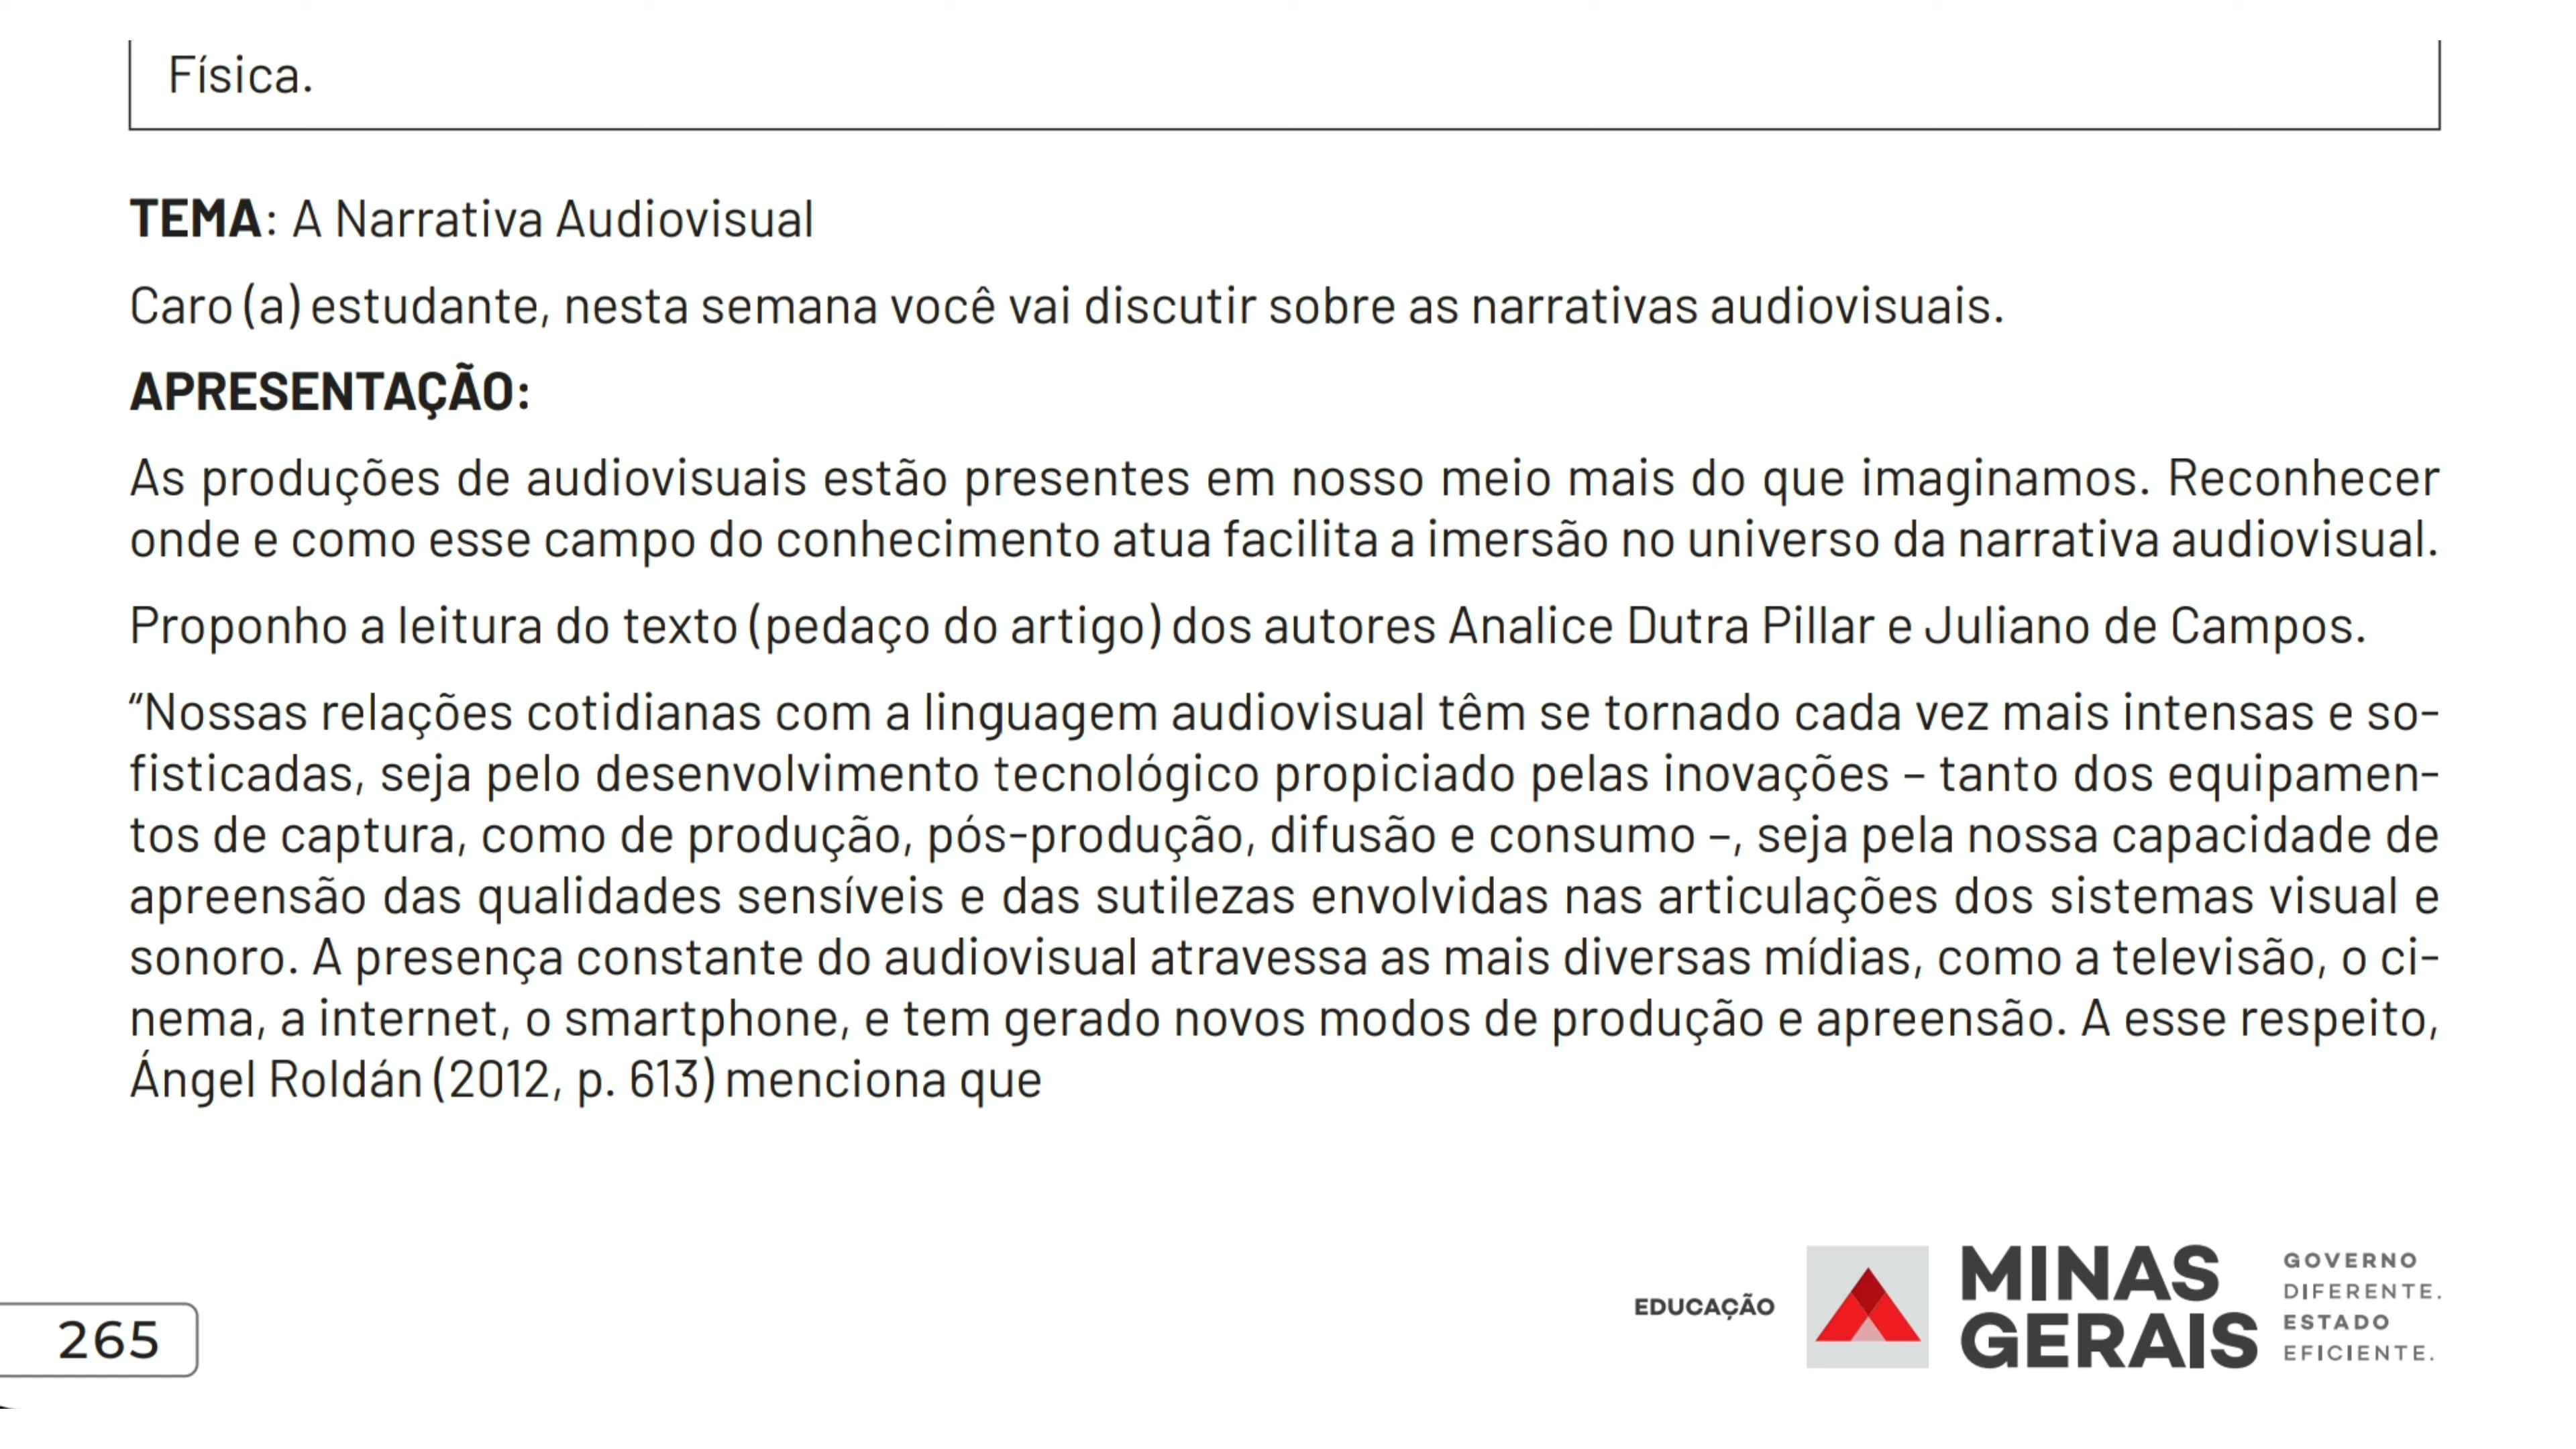 Física.
TEMA: A Narrativa Audiovisual
Caro (a) estudante, nesta semana você vai discutir sobre as narrativas audiovisuais.
APRESENTAÇÃO:
As produções de audiovisuais estão presentes em nosso meio mais do que imaginamos. Reconhecer
onde e como esse campo do conhecimento atua facilita a imersão no universo da narrativa audiovisual.
Proponho a leitura do texto (pedaço do artigo) dos autores Analice Dutra Pillar e Juliano de Campos.
“Nossas relações cotidianas com a linguagem audiovisual têm se tornado cada vez mais intensas e so-
fisticadas, seja pelo desenvolvimento tecnológico propiciado pelas inovações – tanto dos equipamen-
tos de captura, como de produção, pós-produção, difusão e consumo –, seja pela nossa capacidade de
apreensão das qualidades sensíveis e das sutilezas envolvidas nas articulações dos sistemas visual e
sonoro. A presença constante do audiovisual atravessa as mais diversas mídias, como a televisão, o ci-
nema, a internet, o smartphone, e tem gerado novos modos de produção e apreensão. A esse respeito,
Ángel Roldán (2012, p. 613) menciona que
265
EDUCAÇÃO
MINAS
GERAIS
GOVERNO
DIFERENTE.
ESTADO
EFICIENTE.